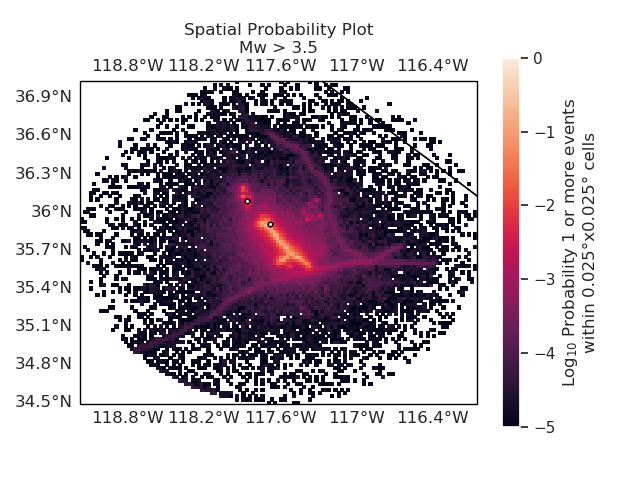 Spatial Probability Plot
Mw > 3.5
118.8°W 118.2°W 117.6°W 117°W 116.4°W
36.9°N
36.6°N
36.3°N
36°N
35.7°N
35.4°N
35.1°N
34.8°N
34.5°N
118.8°W 118.2°W 117.6°W 117°W 116.4°W
0
−1
−2
−3
−4
−5
Log₁₀ Probability 1 or more events
within 0.025°x0.025° cells